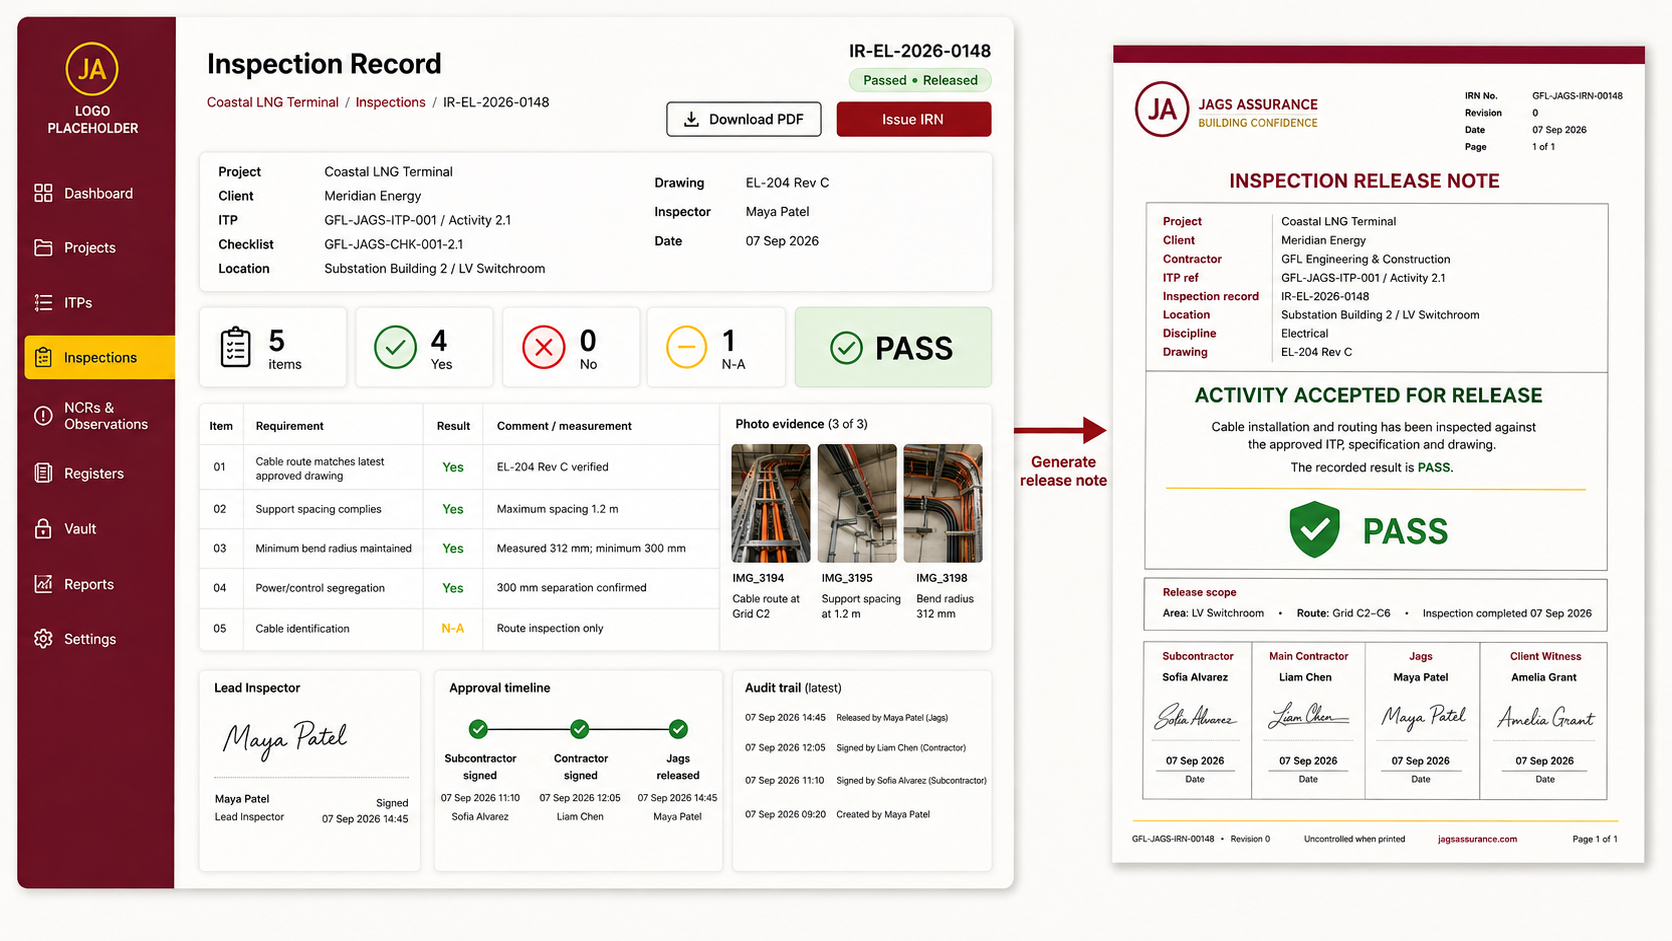 JA
LOGO
PLACEHOLDER
Dashboard
Projects
ITPs
Inspections
NCRs &
Observations
Registers
Vault
Reports
Settings
Inspection Record
Coastal LNG Terminal / Inspections / IR-EL-2026-0148
IR-EL-2026-0148
Passed • Released
Download PDF
Issue IRN
Project Coastal LNG Terminal
Client Meridian Energy
ITP GFL-JAGS-ITP-001 / Activity 2.1
Checklist GFL-JAGS-CHK-001-2.1
Location Substation Building 2 / LV Switchroom
Drawing EL-204 Rev C
Inspector Maya Patel
Date 07 Sep 2026
5
items
4
Yes
0
No
1
N-A
PASS
Item Requirement Result Comment / measurement
01 Cable route matches latest approved drawing Yes EL-204 Rev C verified
02 Support spacing complies Yes Maximum spacing 1.2 m
03 Minimum bend radius maintained Yes Measured 312 mm; minimum 300 mm
04 Power/control segregation Yes 300 mm separation confirmed
05 Cable identification N-A Route inspection only
Photo evidence (3 of 3)
IMG_3194
Cable route at
Grid C2
IMG_3195
Support spacing
at 1.2 m
IMG_3198
Bend radius
312 mm
Lead Inspector
Maya Patel
Maya Patel
Lead Inspector
Signed
07 Sep 2026 14:45
Approval timeline
Subcontractor
signed
07 Sep 2026 11:10
Sofia Alvarez
Contractor
signed
07 Sep 2026 12:05
Liam Chen
Jags
released
07 Sep 2026 14:45
Maya Patel
Audit trail (latest)
07 Sep 2026 14:45 Released by Maya Patel (Jags)
07 Sep 2026 12:05 Signed by Liam Chen (Contractor)
07 Sep 2026 11:10 Signed by Sofia Alvarez (Subcontractor)
07 Sep 2026 09:20 Created by Maya Patel
Generate
release note
JA
JAGS ASSURANCE
BUILDING CONFIDENCE
IRN No. GFL-JAGS-IRN-00148
Revision 0
Date 07 Sep 2026
Page 1 of 1
INSPECTION RELEASE NOTE
Project Coastal LNG Terminal
Client Meridian Energy
Contractor GFL Engineering & Construction
ITP ref GFL-JAGS-ITP-001 / Activity 2.1
Inspection record IR-EL-2026-0148
Location Substation Building 2 / LV Switchroom
Discipline Electrical
Drawing EL-204 Rev C
ACTIVITY ACCEPTED FOR RELEASE
Cable installation and routing has been inspected against
the approved ITP, specification and drawing.
The recorded result is PASS.
PASS
Release scope
Area: LV Switchroom • Route: Grid C2–C6 • Inspection completed 07 Sep 2026
Subcontractor
Sofia Alvarez
Sofia Alvarez
07 Sep 2026
Date
Main Contractor
Liam Chen
Liam Chen
07 Sep 2026
Date
Jags
Maya Patel
Maya Patel
07 Sep 2026
Date
Client Witness
Amelia Grant
Amelia Grant
07 Sep 2026
Date
GFL-JAGS-IRN-00148 • Revision 0 Uncontrolled when printed jagsassurance.com Page 1 of 1